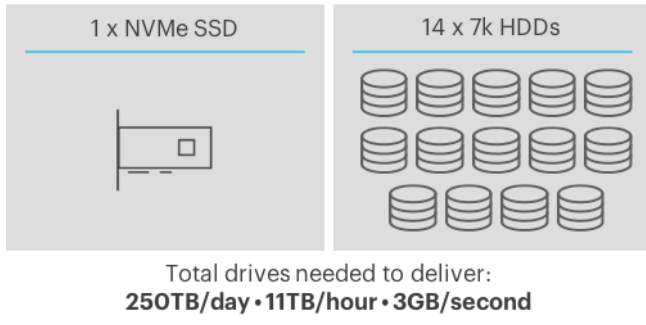 1 x NVMe SSD
14 x 7k HDDs
Total drives needed to deliver:
250TB/day • 11TB/hour • 3GB/second